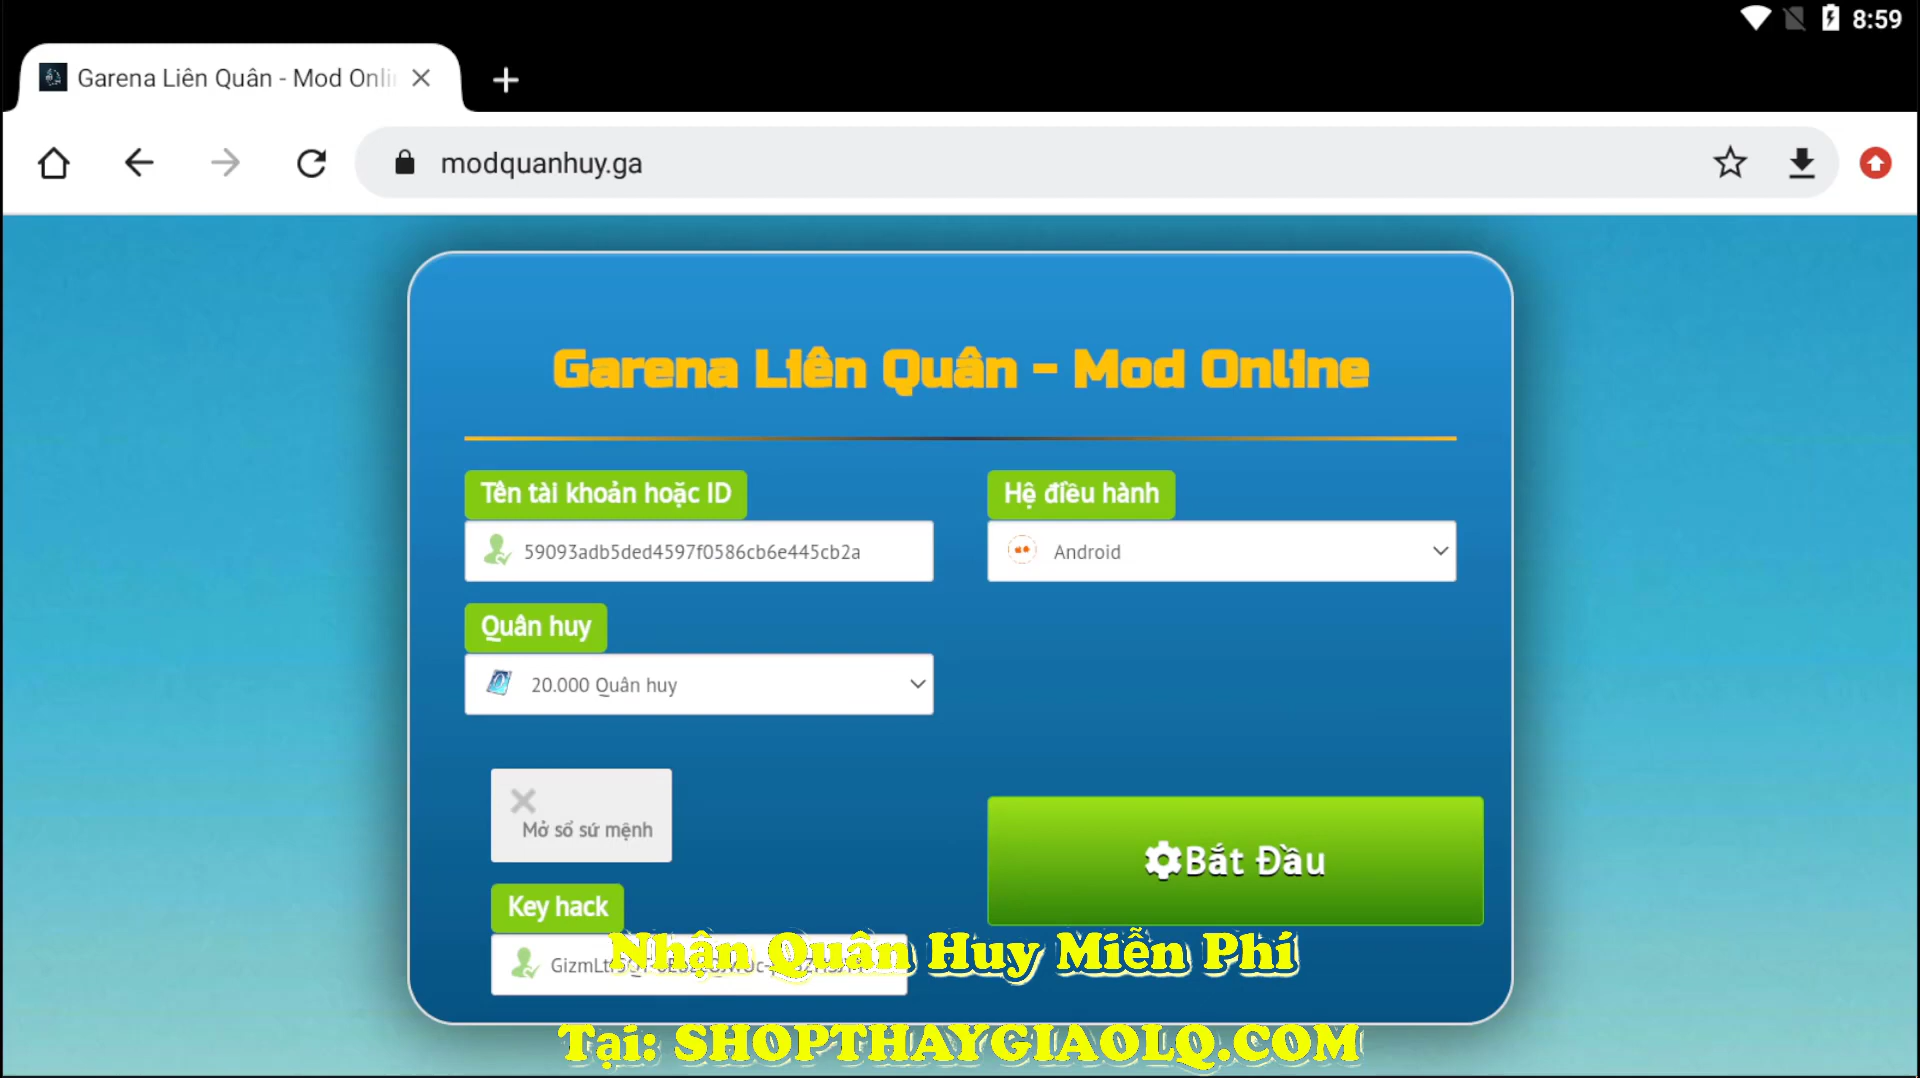 8:59
Garena Liên Quân - Mod Onli
modquanhuy.ga
Garena Liên Quân - Mod Online
Tên tài khoản hoặc ID
Hệ điều hành
59093adb5ded4597f0586cb6e445cb2a
Android
Quân huy
20.000 Quân huy
Mở sổ sứ mệnh
Bắt Đầu
Key hack
Nhận Quân Huy Miễn Phí
Tại: SHOPTHAYGIAOLQ.COM